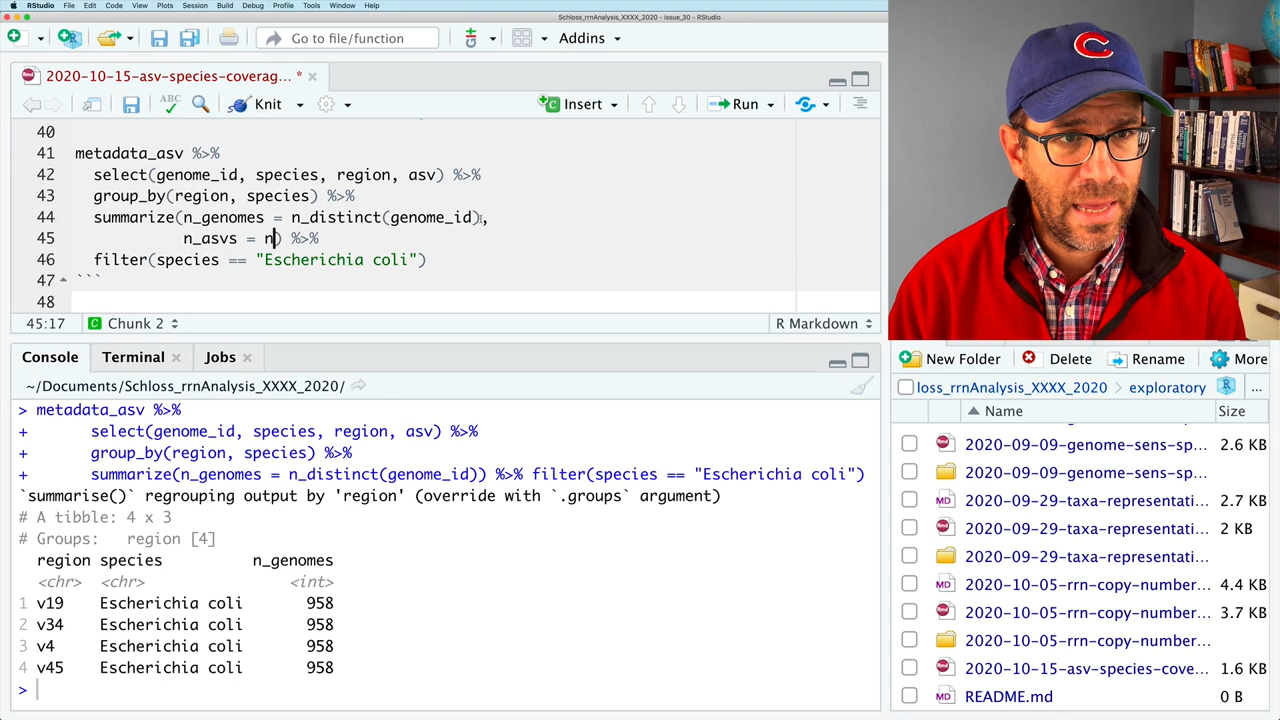 RStudio File Edit Code View Plots Session Build Debug Profile Tools Window Help
Schloss_rrnAnalysis_XXXX_2020 - issue_30 - RStudio
Go to file/function Addins
2020-10-15-asv-species-coverag... *
ABC Knit Insert Run
40
41 metadata_asv %>%
42 select(genome_id, species, region, asv) %>%
43 group_by(region, species) %>%
44 summarize(n_genomes = n_distinct(genome_id),
45 n_asvs = n) %>%
46 filter(species == "Escherichia coli")
47 ```
48
45:17 Chunk 2 R Markdown
Console Terminal Jobs
~/Documents/Schloss_rrnAnalysis_XXXX_2020/
> metadata_asv %>%
+ select(genome_id, species, region, asv) %>%
+ group_by(region, species) %>%
+ summarize(n_genomes = n_distinct(genome_id)) %>% filter(species == "Escherichia coli")
`summarise()` regrouping output by 'region' (override with `.groups` argument)
# A tibble: 4 x 3
# Groups: region [4]
region species n_genomes
<chr> <chr> <int>
1 v19 Escherichia coli 958
2 v34 Escherichia coli 958
3 v4 Escherichia coli 958
4 v45 Escherichia coli 958
>
C
New Folder Delete Rename More
loss_rrnAnalysis_XXXX_2020 exploratory ...
Name Size
2020-09-09-genome-sens-sp... 2.6 KB
2020-09-09-genome-sens-sp...
MD 2020-09-29-taxa-representati... 2.7 KB
2020-09-29-taxa-representati... 2 KB
2020-09-29-taxa-representati...
MD 2020-10-05-rrn-copy-number... 4.4 KB
2020-10-05-rrn-copy-number... 3.7 KB
2020-10-05-rrn-copy-number...
2020-10-15-asv-species-cove... 1.6 KB
MD README.md 0 B